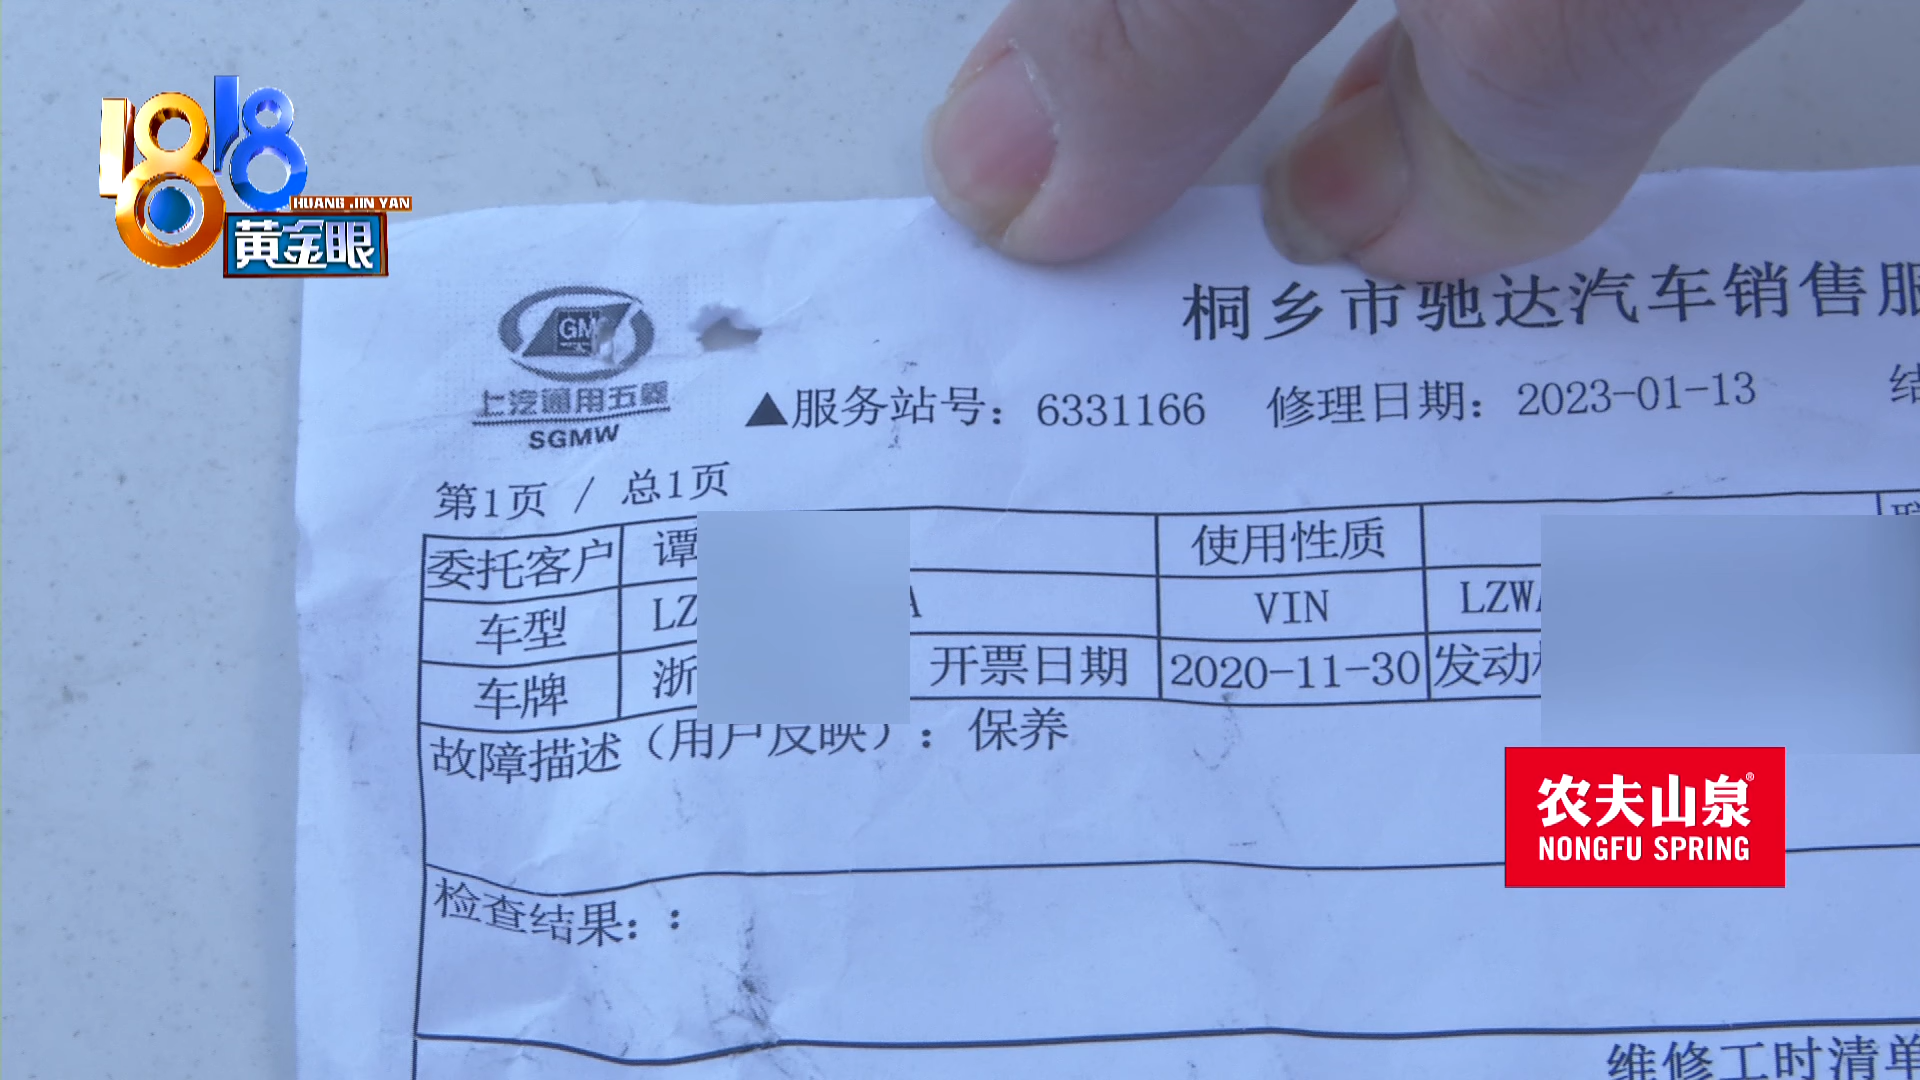 1818
HUANG JIN YAN
黄金眼
GM
上汽通用五菱
SGMW
桐乡市驰达汽车销售服
▲服务站号：6331166 修理日期：2023-01-13 结
第1页 / 总1页
委托客户 谭 使用性质
车型 LZ A VIN LZWA
车牌 浙 开票日期 2020-11-30 发动
故障描述（用户反映）：保养
检查结果：：
维修工时清单
农夫山泉®
NONGFU SPRING